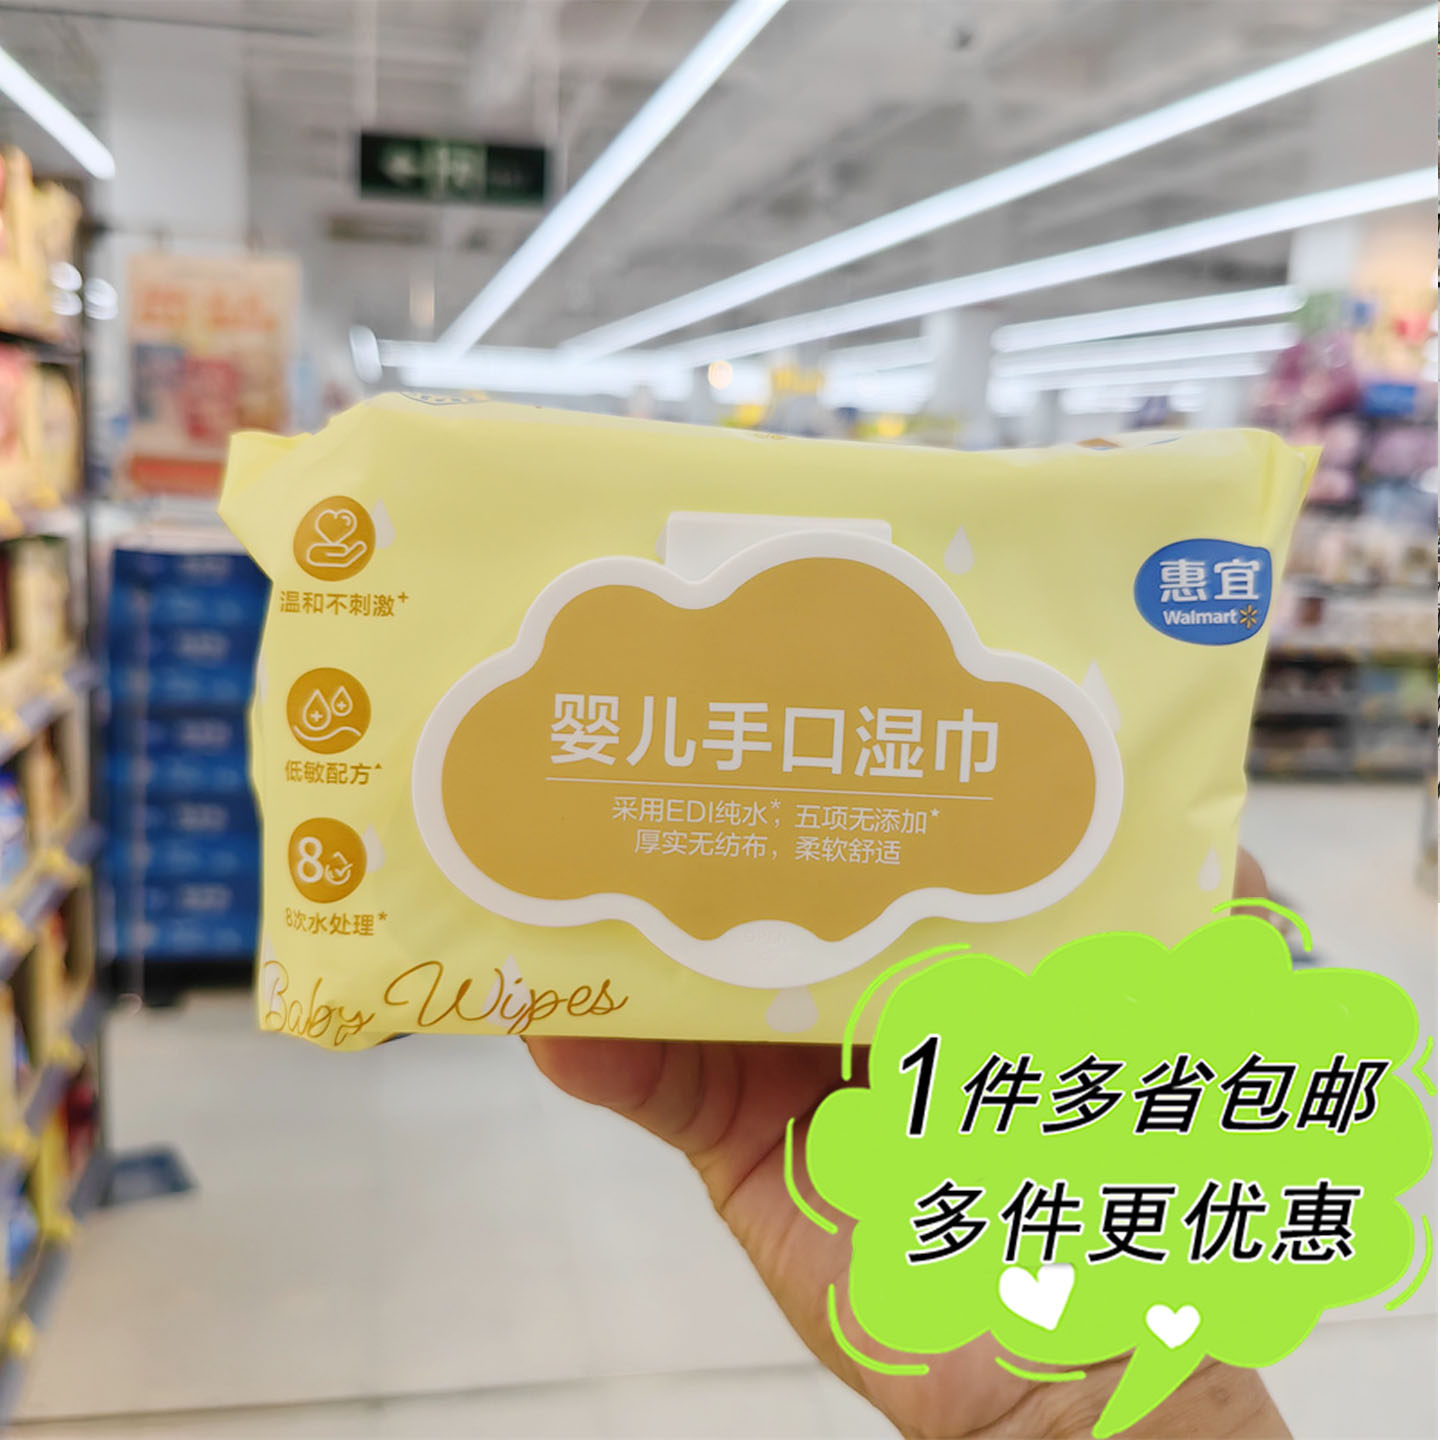 温和不刺激+
低敏配方▲
8
8次水处理*
Baby Wipes
惠宜
Walmart
婴儿手口湿巾
采用EDI纯水*，五项无添加*
厚实无纺布，柔软舒适
OPEN
1件多省包邮
多件更优惠